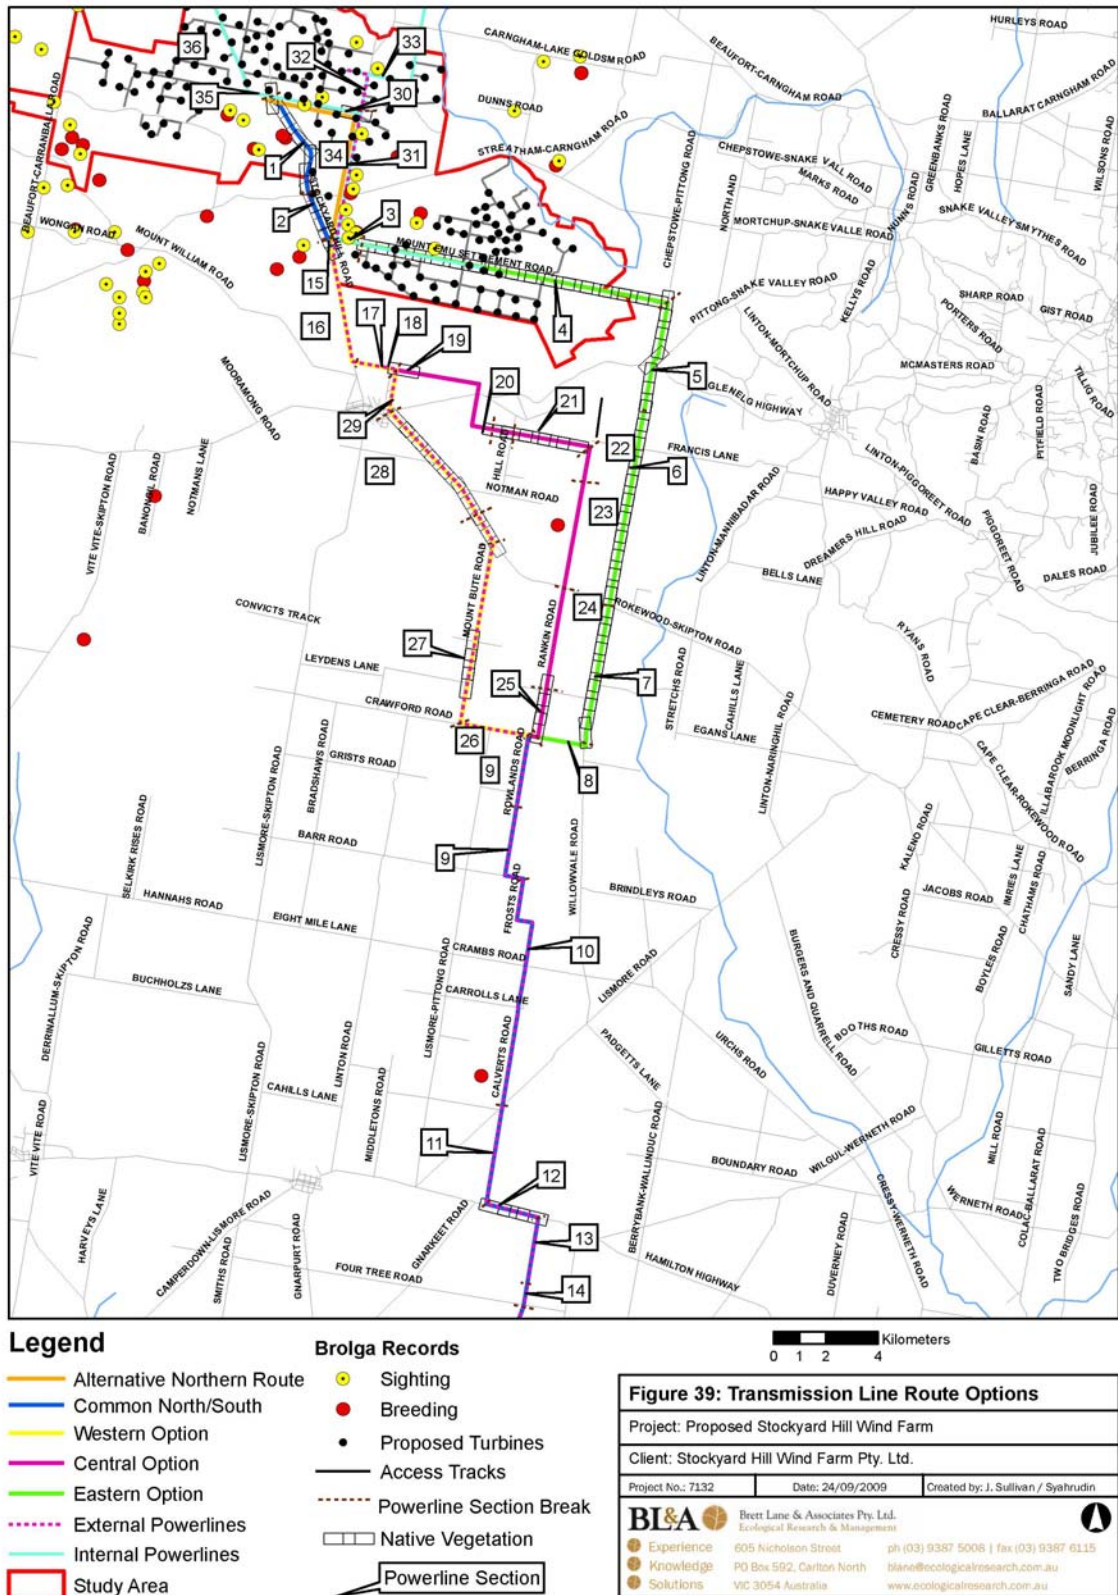 HURLEYS ROAD
CARNGHAM-LAKE GOLDSM ROAD
BEAUFORT-CARNGHAM ROAD
BALLARAT CARNGHAM ROAD
36
32
33
35
30
DUNNS ROAD
STREATHAM-CARNGHAM ROAD
BEAUFORT-CARRANBALLA ROAD
1
34
31
CHEPSTOWE-SNAKE VALL ROAD
MARKS ROAD
GREENBANKS ROAD
HOPES LANE
WILSONS ROAD
CHEPSTOWE-PITTONG ROAD
NORTH AND
NUNN'S ROAD
SNAKE VALLEY SMYTHES ROAD
MORTCHUP-SNAKE VALLE ROAD
WONGAN ROAD
MOUNT WILLIAM ROAD
2
STOCKYARD HILL ROAD
3
MOUNT EMU SETTLEMENT ROAD
15
4
PITTONG-SNAKE VALLEY ROAD
KELLYS ROAD
SHARP ROAD
GIST ROAD
PORTERS ROAD
16
17
18
19
LINTON-MORTCHUP ROAD
MCMASTERS ROAD
TILLIG ROAD
MOORAMONG ROAD
5
GLENELG HIGHWAY
20
21
29
22
HILL ROAD
FRANCIS LANE
BASIN ROAD
PITFIELD ROAD
LINTON-PIGGOREET ROAD
28
6
NOTMAN ROAD
NOTMANS LANE
BANONGIL ROAD
VITE VITE-SKIPTON ROAD
23
HAPPY VALLEY ROAD
DREAMERS HILL ROAD
LINTON-MANNIBADAR ROAD
PIGGOREET ROAD
JUBILEE ROAD
BELLS LANE
DALES ROAD
MOUNT BUTE ROAD
CONVICTS TRACK
24
ROKEWOOD-SKIPTON ROAD
RANKIN ROAD
RYANS ROAD
27
LEYDENS LANE
25
7
STRETCHS ROAD
CAHILLS LANE
CRAWFORD ROAD
CEMETERY ROAD
CAPE CLEAR-BERRINGA ROAD
26
9
8
EGANS LANE
LINTON-NARINGHIL ROAD
ILLABAROOK MOONLIGHT ROAD
BERRINGA ROAD
CAPE CLEAR-ROKEWOOD ROAD
GRISTS ROAD
BRADSHAWS ROAD
LISMORE-SKIPTON ROAD
ROWLANDS ROAD
SELKIRK RISES ROAD
BARR ROAD
9
KALENO ROAD
HANNAHS ROAD
FROSTS ROAD
WILLOWVALE ROAD
BRINDLEYS ROAD
JACOBS ROAD
IMRIES LANE
CHATHAMS ROAD
EIGHT MILE LANE
CRAMBS ROAD
10
LISMORE ROAD
CRESSY ROAD
BOYLES ROAD
SANDY LANE
DERRINALLUM-SKIPTON ROAD
BUCHHOLZS LANE
LISMORE-PITTONG ROAD
CARROLLS LANE
BURGERS AND QUARRELL ROAD
BOOTHS ROAD
GILLETTS ROAD
PADGETTS LANE
URCHS ROAD
CALVERTS ROAD
LINTON ROAD
CAHILLS LANE
LISMORE-SKIPTON ROAD
MIDDLETONS ROAD
VITE VITE ROAD
11
BERRYBANK-WALLINDUC ROAD
WILGUL-WERNETH ROAD
MILL ROAD
BOUNDARY ROAD
COLAC-BALLARAT ROAD
12
CRESSY-WERNETH ROAD
WERNETH ROAD
TWO BRIDGES ROAD
HARVEYS LANE
CAMPERDOWN-LISMORE ROAD
SMITHS ROAD
GNARPURT ROAD
GNARKEET ROAD
13
HAMILTON HIGHWAY
DUVERNEY ROAD
FOUR TREE ROAD
14
Legend
Alternative Northern Route
Common North/South
Western Option
Central Option
Eastern Option
External Powerlines
Internal Powerlines
Study Area
Brolga Records
Sighting
Breeding
Proposed Turbines
Access Tracks
Powerline Section Break
Native Vegetation
Powerline Section
Kilometers
0 1 2 4
Figure 39: Transmission Line Route Options
Project: Proposed Stockyard Hill Wind Farm
Client: Stockyard Hill Wind Farm Pty. Ltd.
Project No.: 7132 Date: 24/09/2009 Created by: J. Sullivan / Syahrudin
BL&A Brett Lane & Associates Pty. Ltd.
Ecological Research & Management
Experience 605 Nicholson Street ph (03) 9387 5008 | fax (03) 9387 6115
Knowledge PO Box 592, Carlton North blane@ecologicalresearch.com.au
Solutions VIC 3054 Australia www.ecologicalresearch.com.au